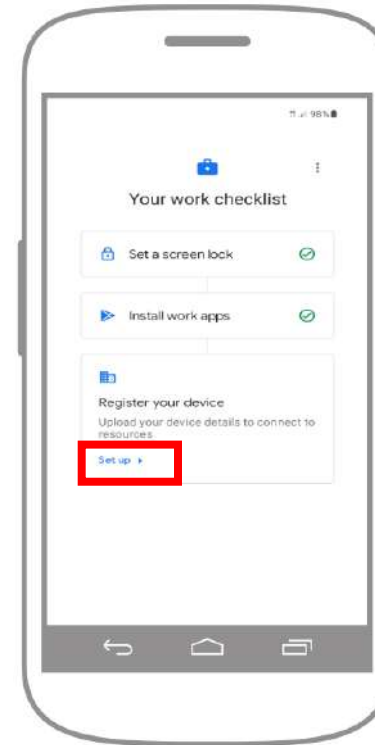 98%
Your work checklist
Set a screen lock
Install work apps
Register your device
Upload your device details to connect to
resources
Set up